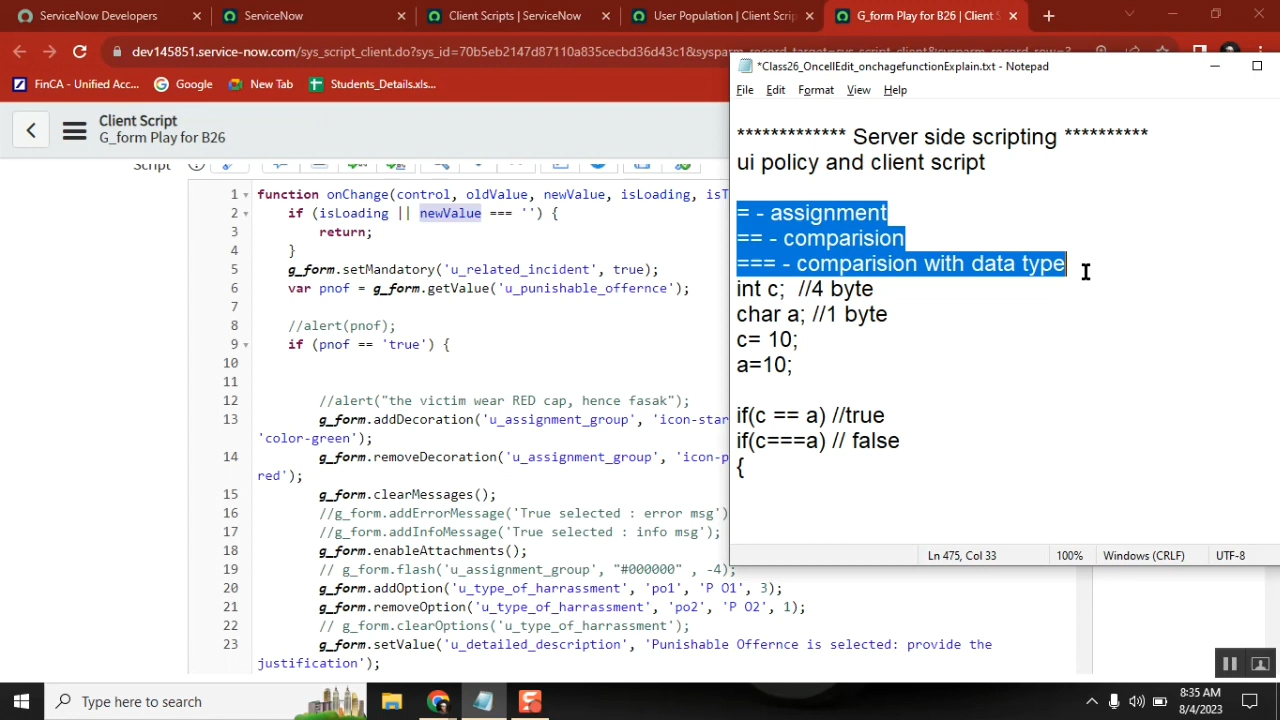 ServiceNow Developers
ServiceNow
Client Scripts | ServiceNow
User Population | Client Scrip
G_form Play for B26 | Client S
dev145851.service-now.com/sys_script_client.do?sys_id=70b5eb2147d87110a835cecbd36d43c1&sysparm_record_target=sys_script_client&sysparm_record_row=3
FinCA - Unified Acc...
Google
New Tab
Students_Details.xls...
Client Script
G_form Play for B26
Script
1 function onChange(control, oldValue, newValue, isLoading, isT
2 if (isLoading || newValue === '') {
3 return;
4 }
5 g_form.setMandatory('u_related_incident', true);
6 var pnof = g_form.getValue('u_punishable_offernce');
7
8 //alert(pnof);
9 if (pnof == 'true') {
10
11
12 //alert("the victim wear RED cap, hence fasak");
13 g_form.addDecoration('u_assignment_group', 'icon-star
'color-green');
14 g_form.removeDecoration('u_assignment_group', 'icon-p
red');
15 g_form.clearMessages();
16 //g_form.addErrorMessage('True selected : error msg')
17 //g_form.addInfoMessage('True selected : info msg');
18 g_form.enableAttachments();
19 // g_form.flash('u_assignment_group', "#000000" , -4);
20 g_form.addOption('u_type_of_harrassment', 'po1', 'P O1', 3);
21 g_form.removeOption('u_type_of_harrassment', 'po2', 'P O2', 1);
22 // g_form.clearOptions('u_type_of_harrassment');
23 g_form.setValue('u_detailed_description', 'Punishable Offernce is selected: provide the
justification');
*Class26_OncellEdit_onchagefunctionExplain.txt - Notepad
File Edit Format View Help
************* Server side scripting **********
ui policy and client script
= - assignment
== - comparision
=== - comparision with data type
int c; //4 byte
char a; //1 byte
c= 10;
a=10;
if(c == a) //true
if(c===a) // false
{
Ln 475, Col 33 100% Windows (CRLF) UTF-8
Type here to search
8:35 AM
8/4/2023